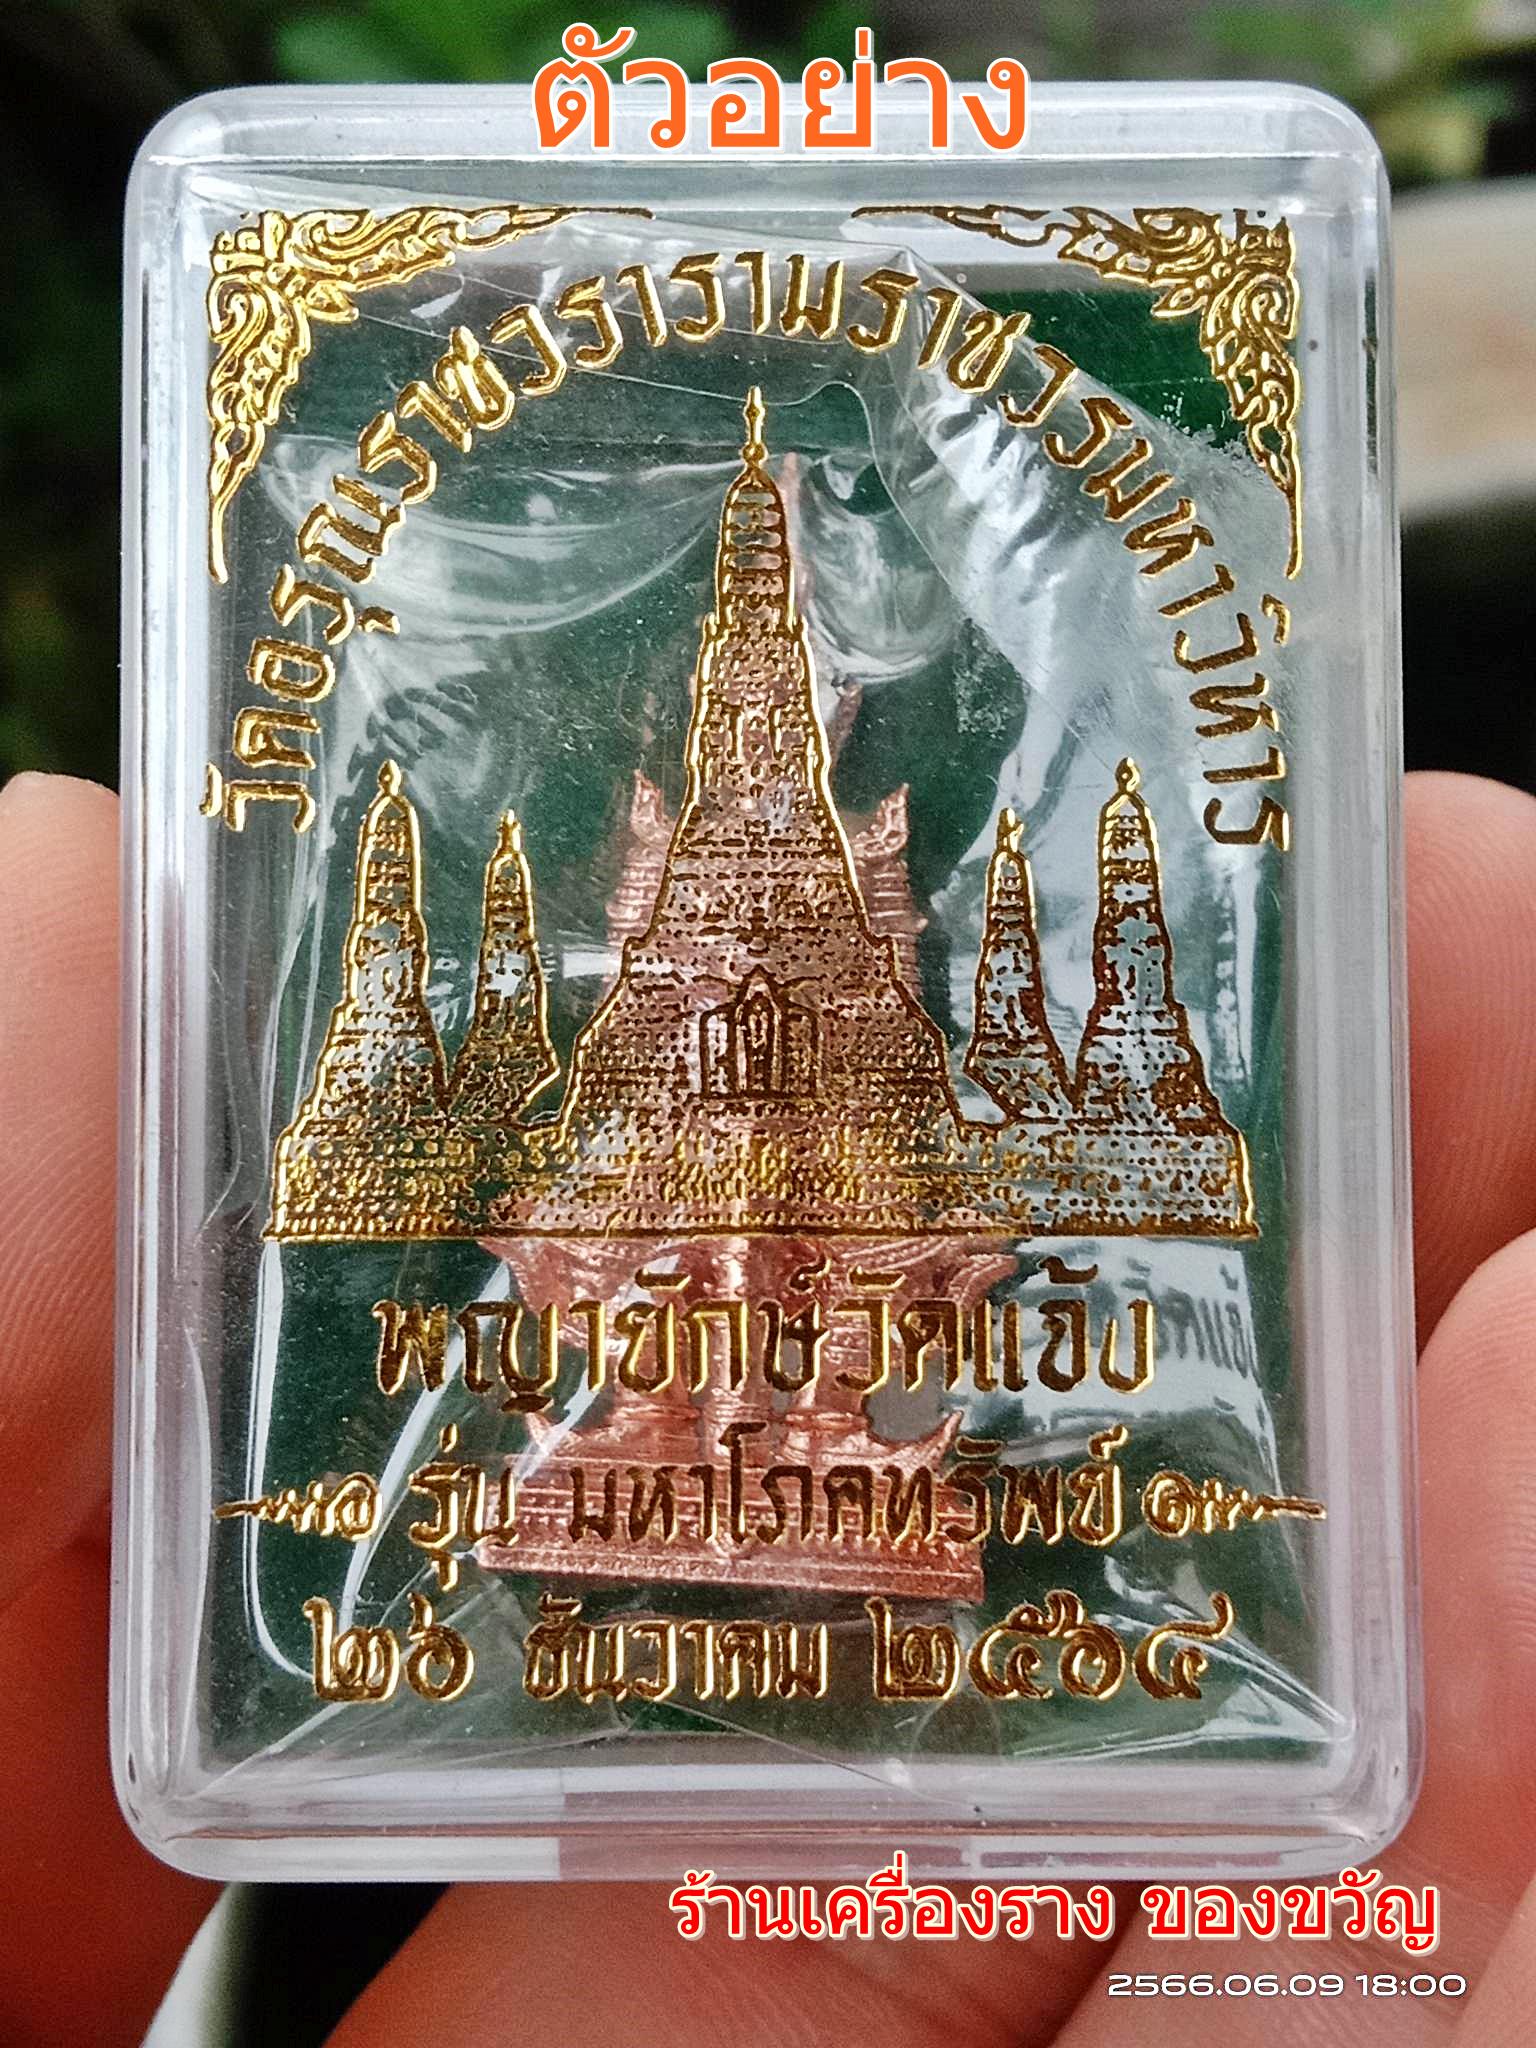 ตัวอย่าง
วัดอรุณราชวรารามราชวรมหาวิหาร
พญายักษ์วัดแจ้ง
รุ่น มหาโภคทรัพย์
๒๖ ธันวาคม ๒๕๖๔
ร้านเครื่องราง ของขวัญ
2566.06.09 18:00